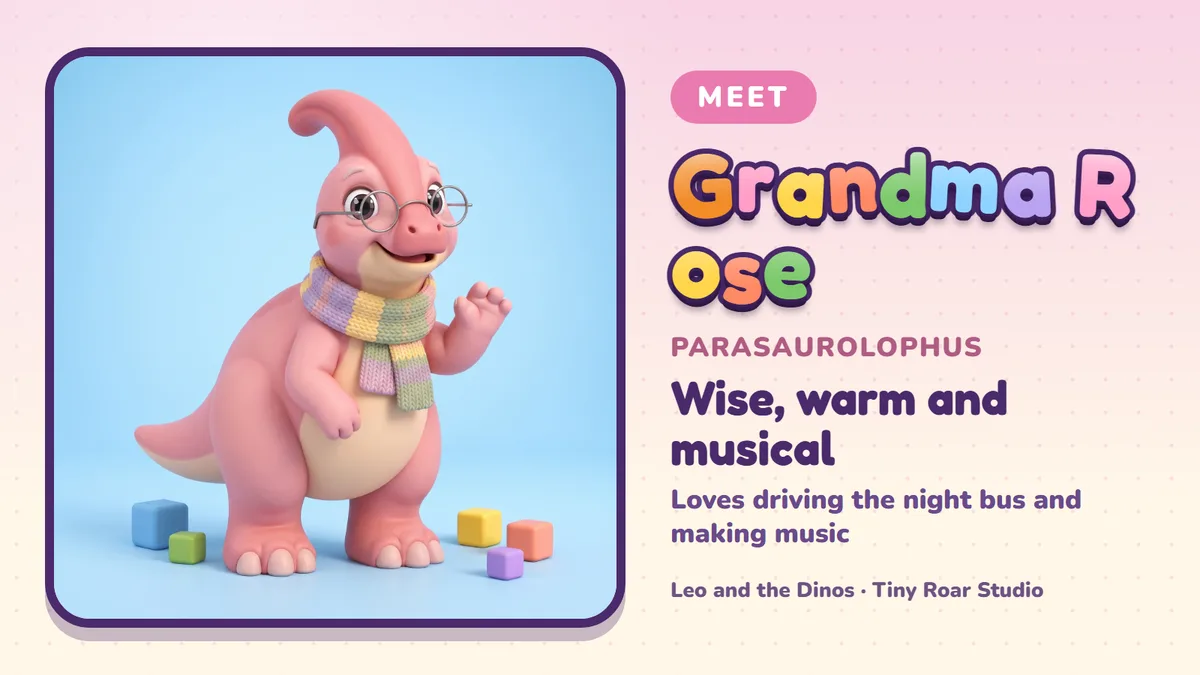 MEET
Grandma R
ose
PARASAUROLOPHUS
Wise, warm and
musical
Loves driving the night bus and
making music
Leo and the Dinos · Tiny Roar Studio